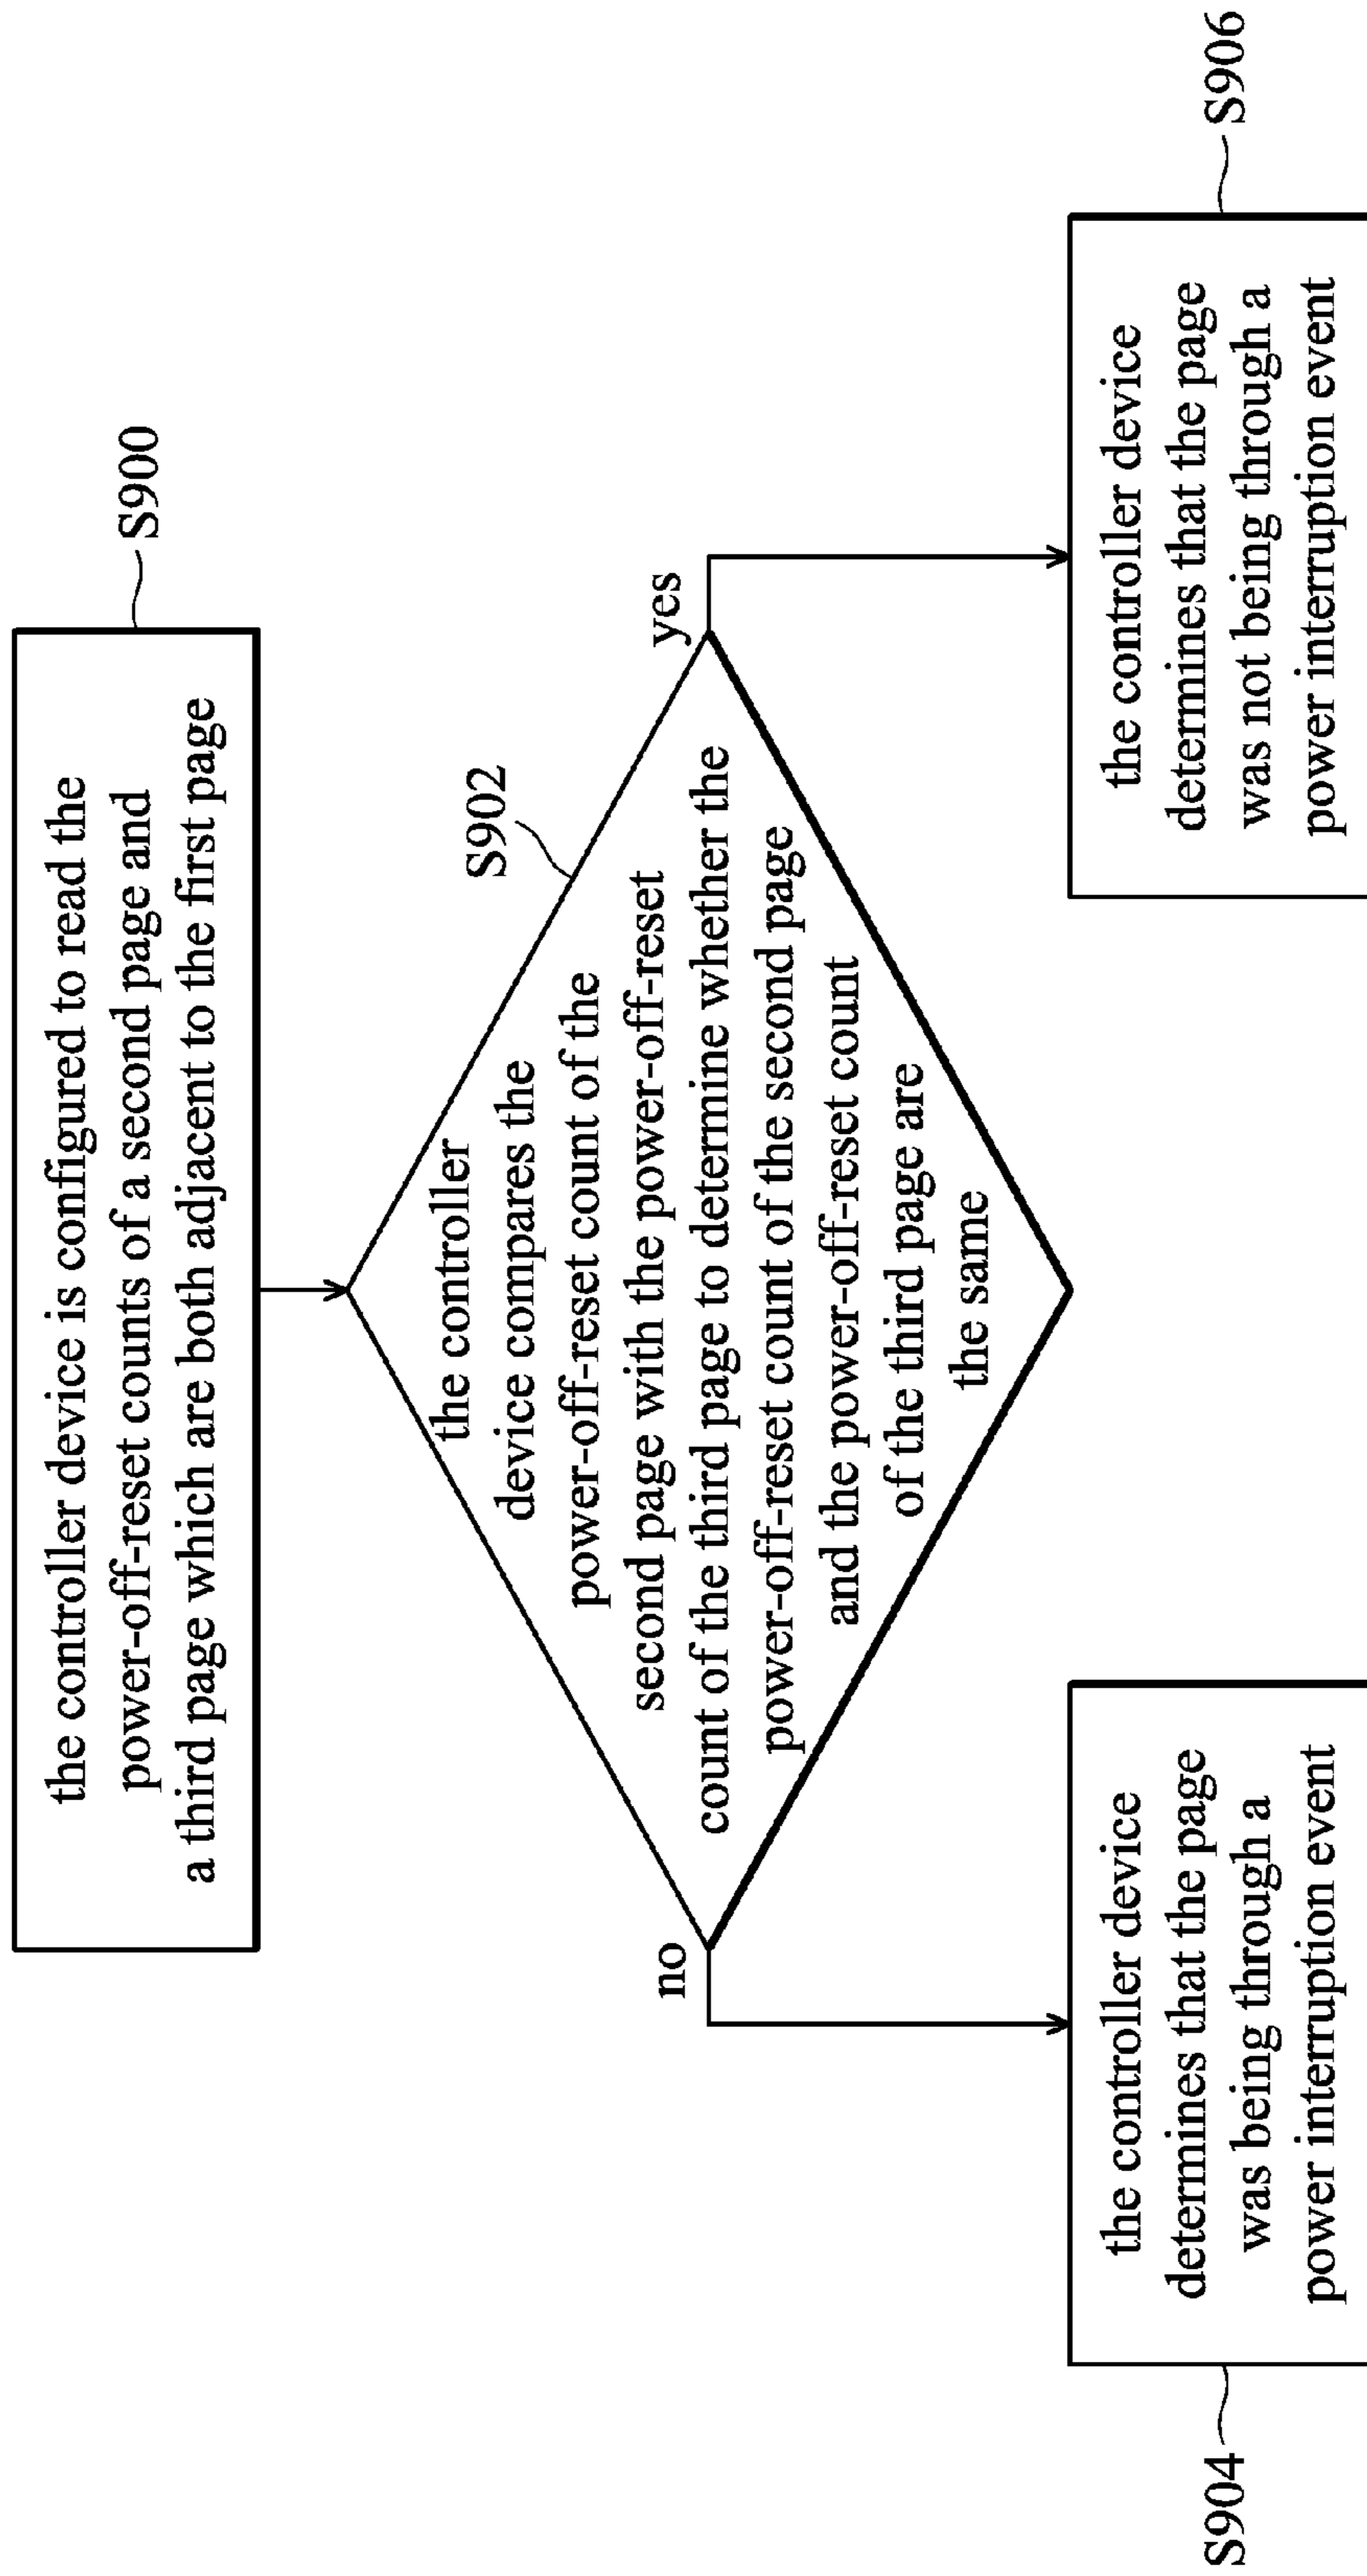 the controller device is configured to read the
power-off-reset counts of a second page and
a third page which are both adjacent to the first page
S900
the controller
device compares the
power-off-reset count of the
second page with the power-off-reset
count of the third page to determine whether the
power-off-reset count of the second page
and the power-off-reset count
of the third page are
the same
S902
no
yes
the controller device
determines that the page
was being through a
power interruption event
S904
the controller device
determines that the page
was not being through a
power interruption event
S906